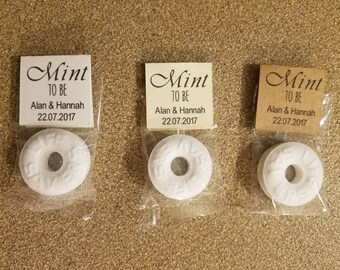 Mint
TO BE
Alan & Hannah
22.07.2017
Mint
TO BE
Alan & Hannah
22.07.2017
Mint
TO BE
Alan & Hannah
22.07.2017